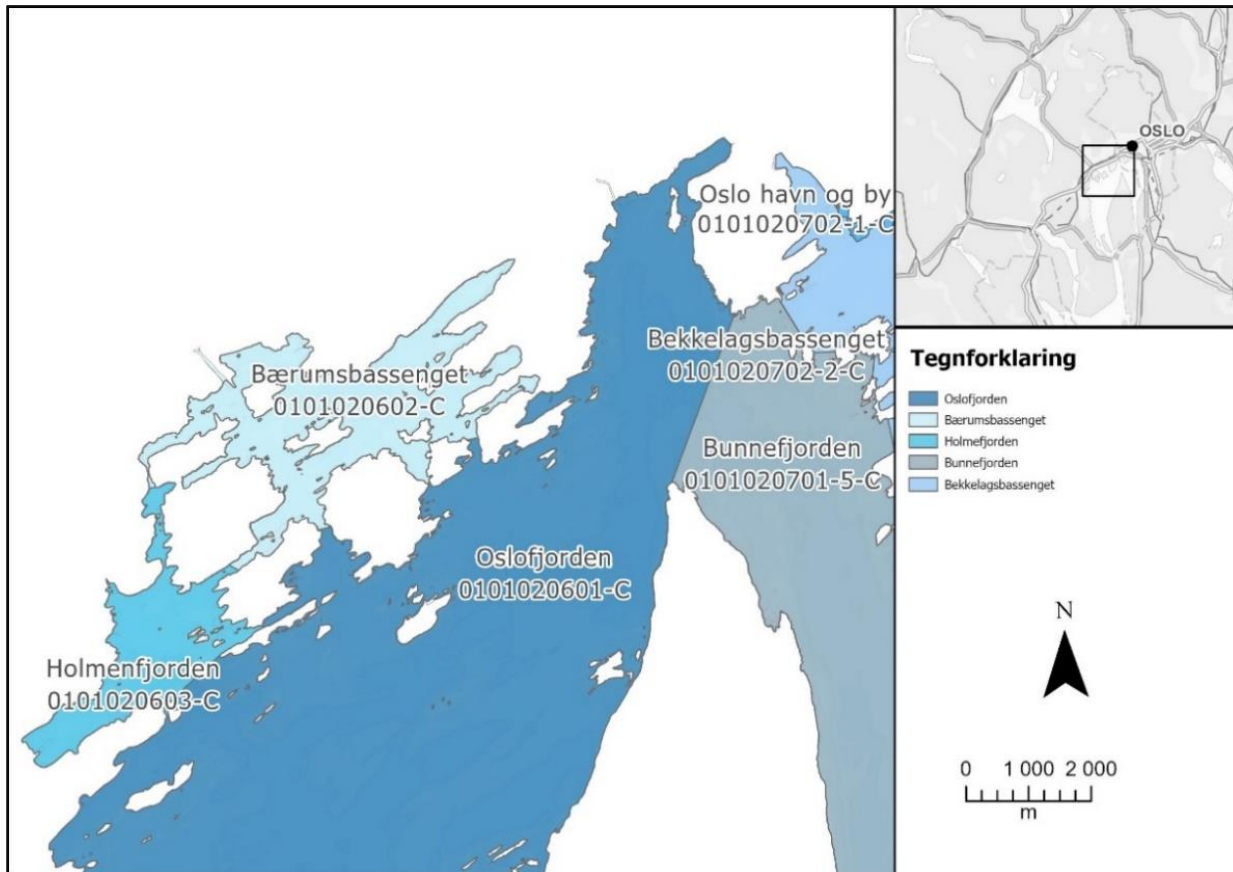 Oslo havn og by
0101020702-1-C
Bekkelagsbassenget
0101020702-2-C
Bærumsbassenget
0101020602-C
Bunnefjorden
0101020701-5-C
Oslofjorden
0101020601-C
Holmenfjorden
0101020603-C
OSLO
Tegnforklaring
Oslofjorden
Bærumsbassenget
Holmefjorden
Bunnefjorden
Bekkelagsbassenget
N
0 1 000 2 000
m